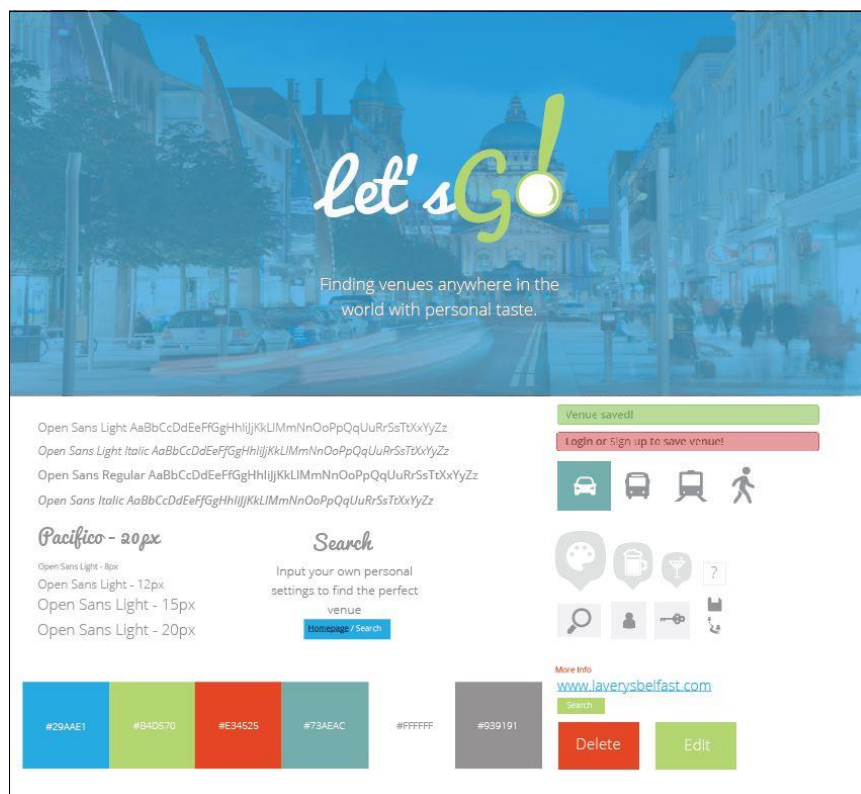 Let's Go!
Finding venues anywhere in the
world with personal taste.
Open Sans Light AaBbCcDdEeFfGgHhIiJjKkLlMmNnOoPpQqUuRrSsTtXxYyZz
Open Sans Light Italic AaBbCcDdEeFfGgHhIiJjKkLlMmNnOoPpQqUuRrSsTtXxYyZz
Open Sans Regular AaBbCcDdEeFfGgHhIiJjKkLlMmNnOoPpQqUuRrSsTtXxYyZz
Open Sans Italic AaBbCcDdEeFfGgHhIiJjKkLlMmNnOoPpQqUuRrSsTtXxYyZz
Venue saved!
Login or Sign up to save venue!
Pacifico - 20px
Open Sans Light - 8px
Open Sans Light - 12px
Open Sans Light - 15px
Open Sans Light - 20px
Search
Input your own personal
settings to find the perfect
venue
Homepage / Search
?
#29AAE1
#B4D570
#E34525
#73AEAC
#FFFFFF
#939191
More Info
www.laverysbelfast.com
Search
Delete
Edit